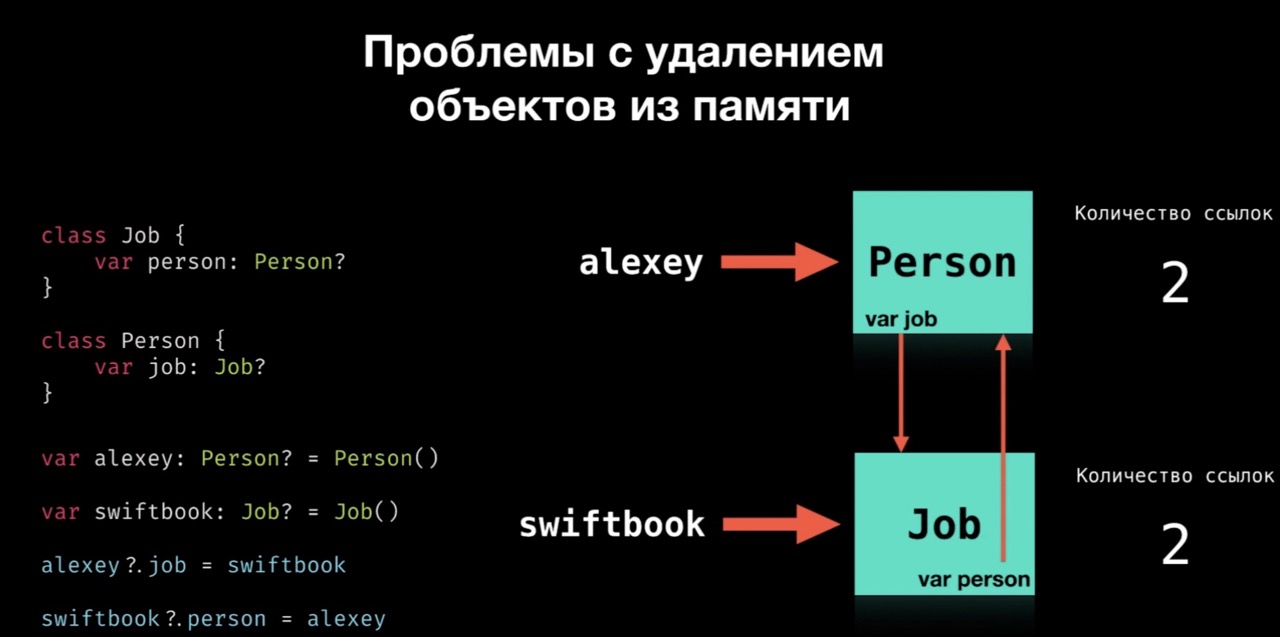 Проблемы с удалением
объектов из памяти
class Job {
    var person: Person?
}
class Person {
    var job: Job?
}
var alexey: Person? = Person()
var swiftbook: Job? = Job()
alexey?.job = swiftbook
swiftbook?.person = alexey
alexey
Person
var job
Количество ссылок
2
swiftbook
Job
var person
Количество ссылок
2